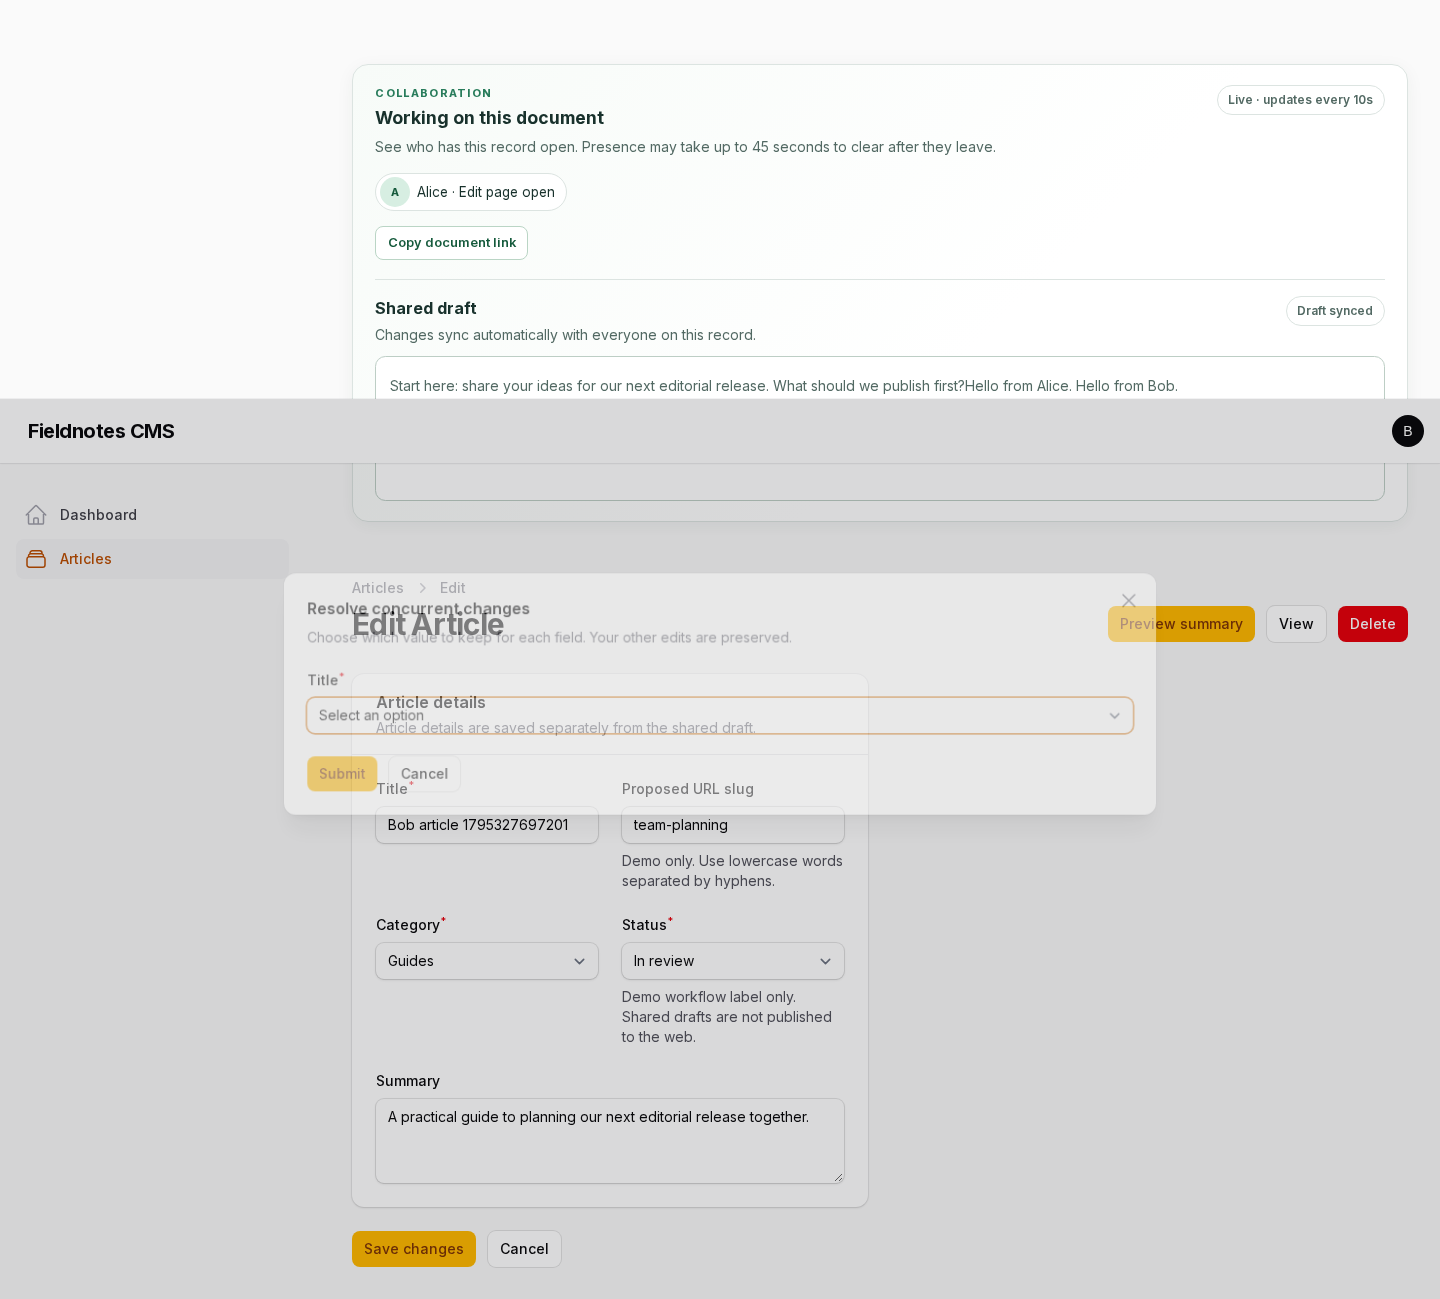 COLLABORATION
Working on this document
Live · updates every 10s
See who has this record open. Presence may take up to 45 seconds to clear after they leave.
A
Alice · Edit page open
Copy document link
Shared draft
Draft synced
Changes sync automatically with everyone on this record.
Start here: share your ideas for our next editorial release. What should we publish first?Hello from Alice. Hello from Bob.
Fieldnotes CMS
B
Dashboard
Articles
Articles
Edit
Edit Article
Preview summary
View
Delete
Resolve concurrent changes
Choose which value to keep for each field. Your other edits are preserved.
Title*
Select an option
Submit
Cancel
Article details
Article details are saved separately from the shared draft.
Title*
Proposed URL slug
Bob article 1795327697201
team-planning
Demo only. Use lowercase words
separated by hyphens.
Category*
Status*
Guides
In review
Demo workflow label only.
Shared drafts are not published
to the web.
Summary
A practical guide to planning our next editorial release together.
Save changes
Cancel